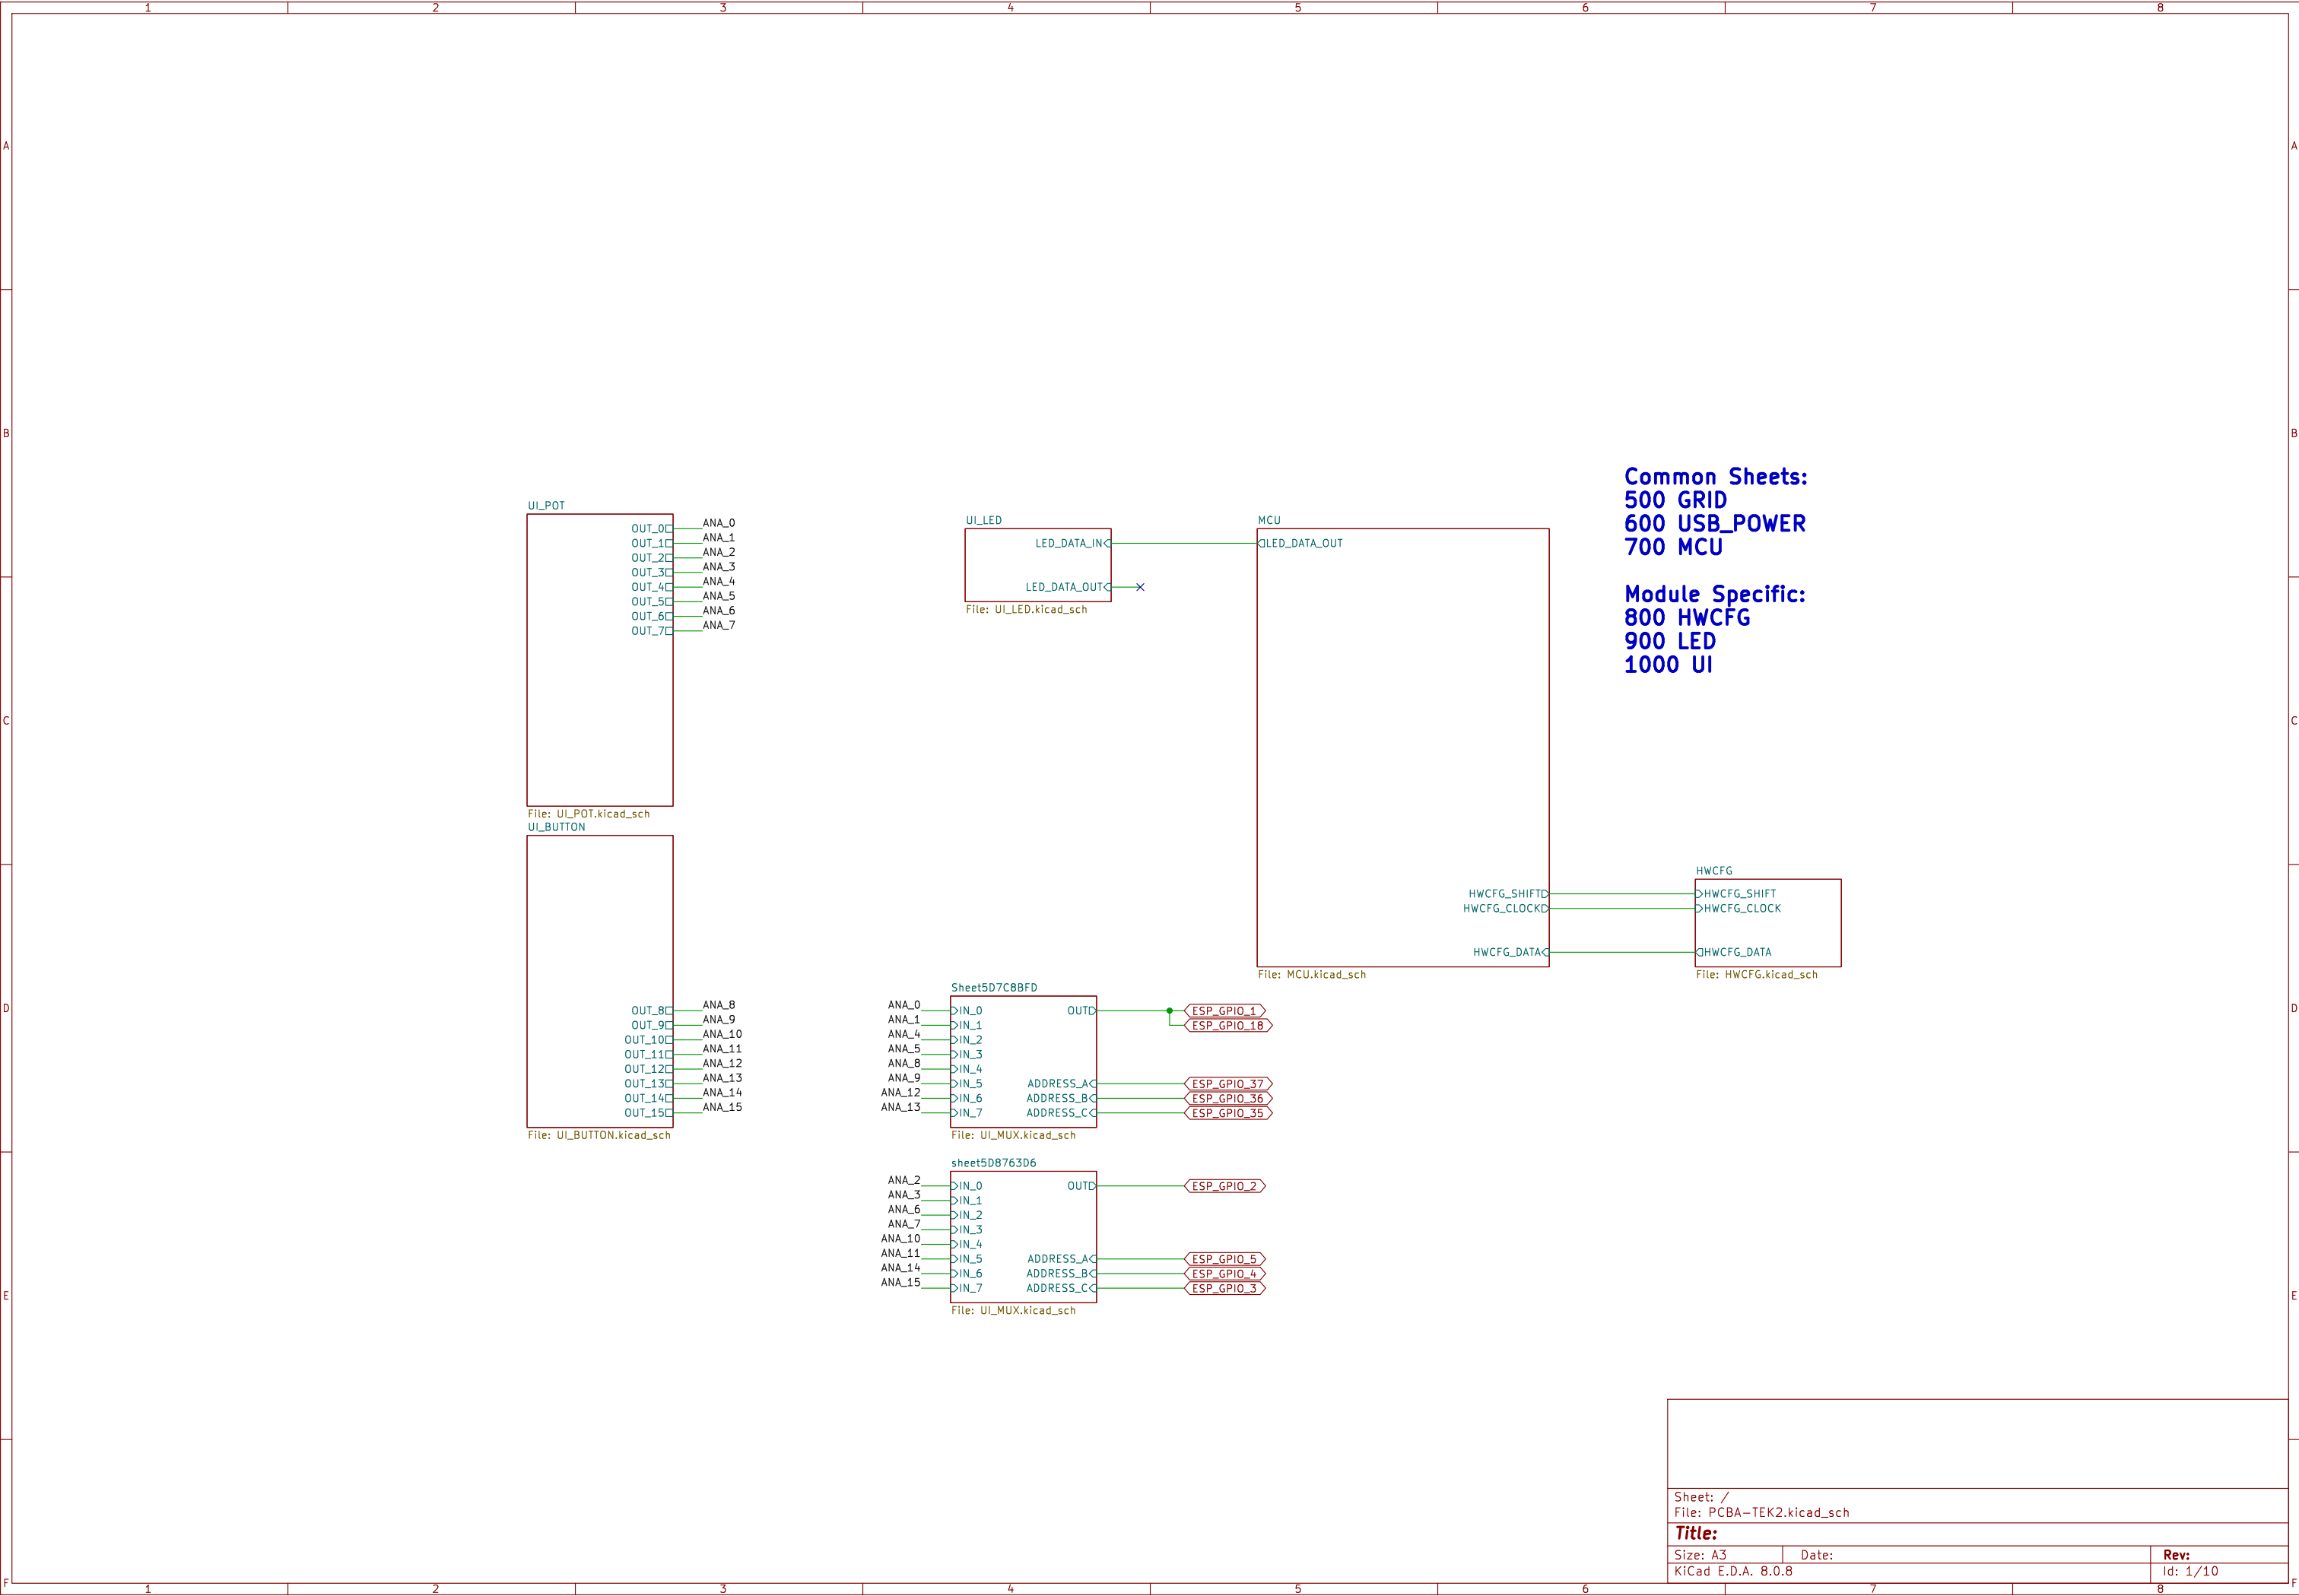 1 2 3 4 5 6 7 8
A A
B B
Common Sheets:
500 GRID
600 USB_POWER
700 MCU
Module Specific:
800 HWCFG
900 LED
1000 UI
UI_POT
OUT_0 ANA_0
OUT_1 ANA_1
OUT_2 ANA_2
OUT_3 ANA_3
OUT_4 ANA_4
OUT_5 ANA_5
OUT_6 ANA_6
OUT_7 ANA_7
File: UI_POT.kicad_sch
UI_LED
LED_DATA_IN
LED_DATA_OUT
File: UI_LED.kicad_sch
MCU
LED_DATA_OUT
HWCFG_SHIFT
HWCFG_CLOCK
HWCFG_DATA
File: MCU.kicad_sch
HWCFG
HWCFG_SHIFT
HWCFG_CLOCK
HWCFG_DATA
File: HWCFG.kicad_sch
C C
UI_BUTTON
OUT_8 ANA_8
OUT_9 ANA_9
OUT_10 ANA_10
OUT_11 ANA_11
OUT_12 ANA_12
OUT_13 ANA_13
OUT_14 ANA_14
OUT_15 ANA_15
File: UI_BUTTON.kicad_sch
D D
Sheet5D7C8BFD
ANA_0 IN_0 OUT ESP_GPIO_1
ANA_1 IN_1 ESP_GPIO_18
ANA_4 IN_2
ANA_5 IN_3
ANA_8 IN_4
ANA_9 IN_5 ADDRESS_A ESP_GPIO_37
ANA_12 IN_6 ADDRESS_B ESP_GPIO_36
ANA_13 IN_7 ADDRESS_C ESP_GPIO_35
File: UI_MUX.kicad_sch
sheet5D8763D6
ANA_2 IN_0 OUT ESP_GPIO_2
ANA_3 IN_1
ANA_6 IN_2
ANA_7 IN_3
ANA_10 IN_4
ANA_11 IN_5 ADDRESS_A ESP_GPIO_5
ANA_14 IN_6 ADDRESS_B ESP_GPIO_4
ANA_15 IN_7 ADDRESS_C ESP_GPIO_3
File: UI_MUX.kicad_sch
E E
Sheet: /
File: PCBA-TEK2.kicad_sch
Title:
Size: A3 Date: Rev:
KiCad E.D.A. 8.0.8 Id: 1/10
F F
1 2 3 4 5 6 7 8